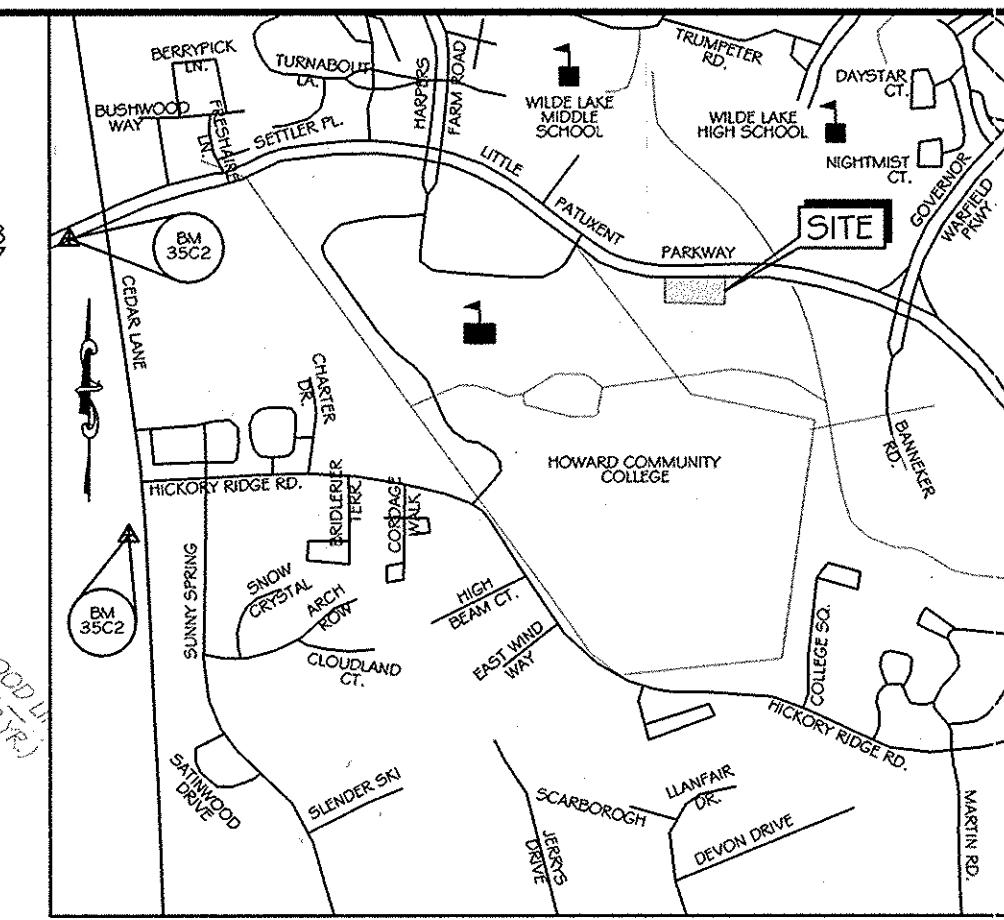 BERRYPICK
LN.
TURNABOUT
LA.
BUSHWOOD
WAY
FRESHAIRE
LN.
SETTLER PL.
HARPERS
FARM ROAD
WILDE LAKE
MIDDLE
SCHOOL
TRUMPETER
RD.
WILDE LAKE
HIGH SCHOOL
DAYSTAR
CT.
NIGHTMIST
CT.
GOVERNOR
WARFIELD
PKWY.
LITTLE
PATUXENT
PARKWAY
SITE
BM
35C2
CEDAR LANE
CHARTER
DR.
HICKORY RIDGE RD.
BRIDLERIER
TERR.
CORDAGE
WALK
HOWARD COMMUNITY
COLLEGE
BANNEKER
RD.
BM
35C2
SUNNY SPRING
SNOW
CRYSTAL
ARCH
ROW
CLOUDLAND
CT.
HIGH
BEAM CT.
EAST WIND
WAY
COLLEGE SQ.
HICKORY RIDGE RD.
SATINWOOD
DRIVE
SLENDER SKI
JERRYS
DRIVE
SCARBOROGH
LLANFAIR
DR.
DEVON DRIVE
MARTIN RD.
YR.)